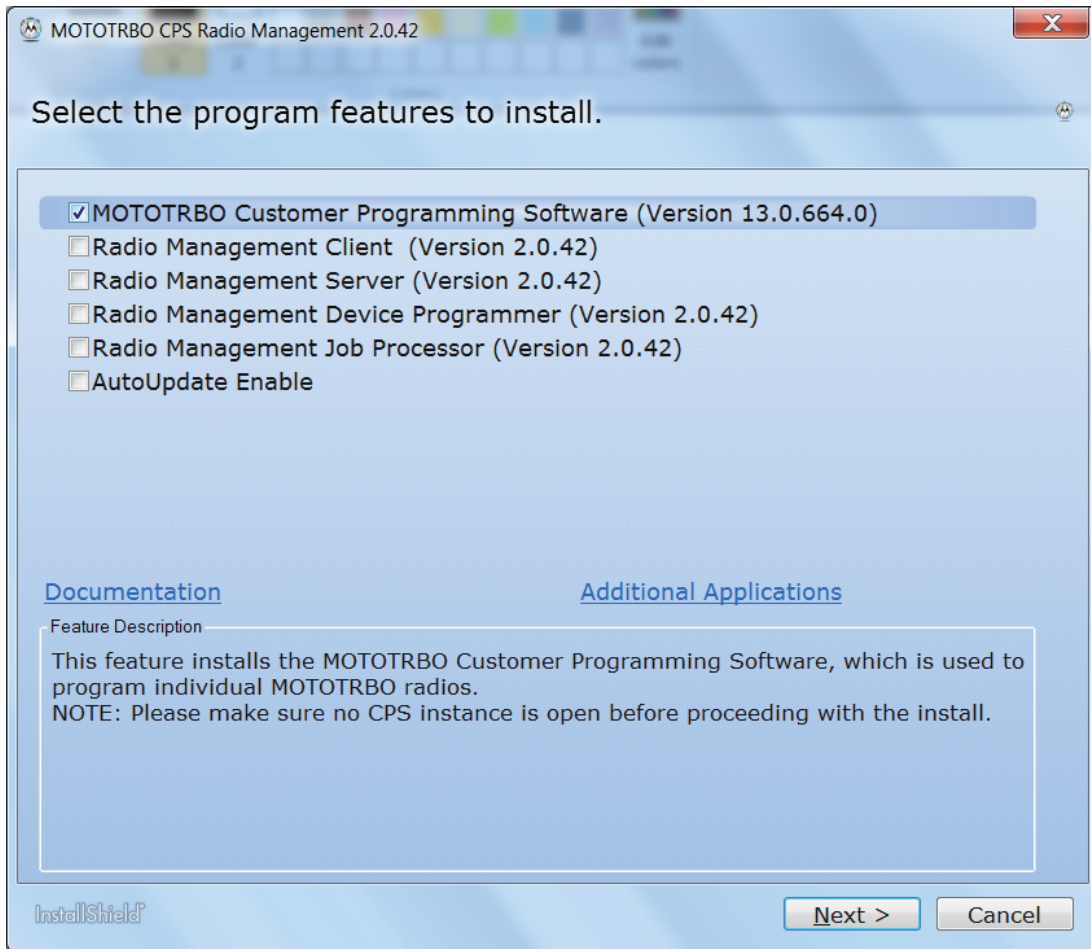 MOTOTRBO CPS Radio Management 2.0.42
X
Select the program features to install.
MOTOTRBO Customer Programming Software (Version 13.0.664.0)
Radio Management Client  (Version 2.0.42)
Radio Management Server (Version 2.0.42)
Radio Management Device Programmer (Version 2.0.42)
Radio Management Job Processor (Version 2.0.42)
AutoUpdate Enable
Documentation
Additional Applications
Feature Description
This feature installs the MOTOTRBO Customer Programming Software, which is used to
program individual MOTOTRBO radios.
NOTE: Please make sure no CPS instance is open before proceeding with the install.
InstallShield
Next >
Cancel